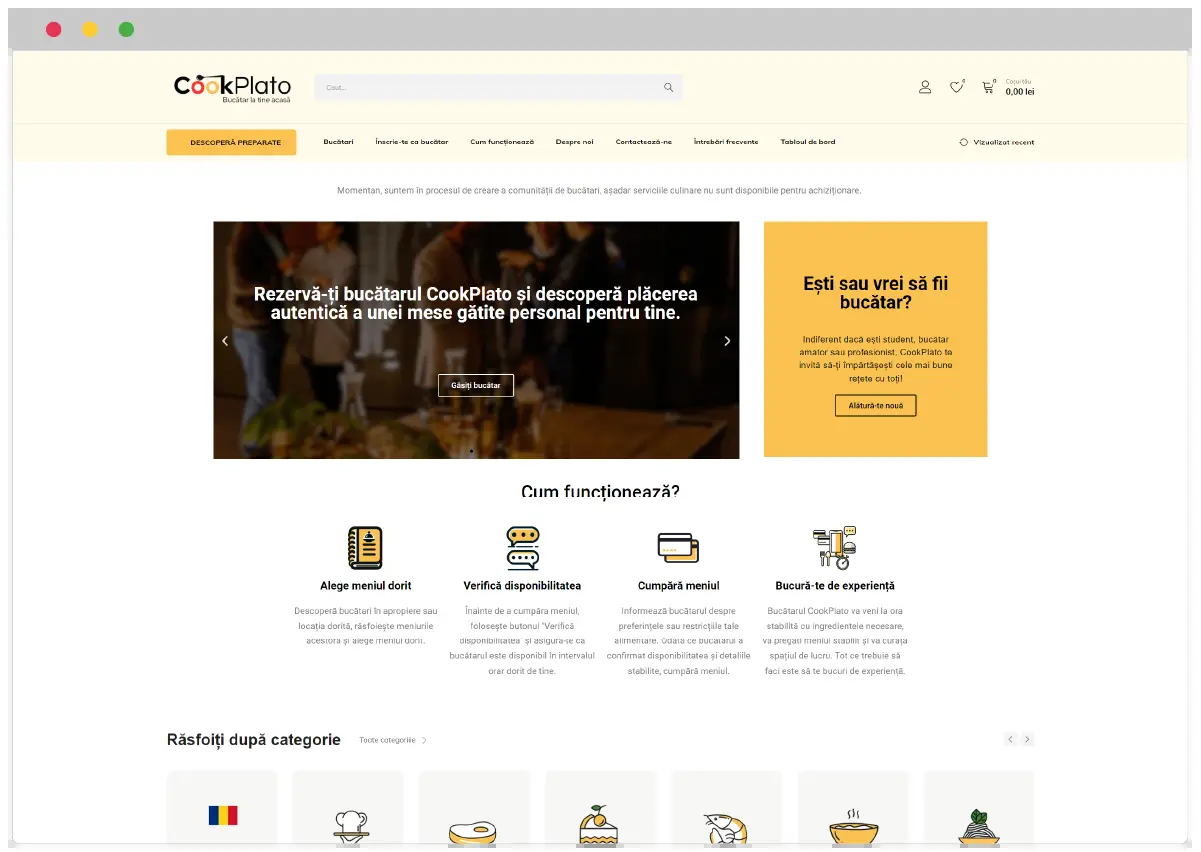 CookPlato
Bucătar la tine acasă
Caut...
0
0
Coșul tău
0,00 lei
DESCOPERĂ PREPARATE
Bucătari
Înscrie-te ca bucătar
Cum funcționează
Despre noi
Contactează-ne
Întrebări frecvente
Tabloul de bord
Vizualizat recent
Momentan, suntem în procesul de creare a comunității de bucătari, așadar serviciile culinare nu sunt disponibile pentru achiziționare.
Rezervă-ți bucătarul CookPlato și descoperă plăcerea
autentică a unei mese gătite personal pentru tine.
Găsiți bucătar
Ești sau vrei să fii
bucătar?
Indiferent dacă ești student, bucătar
amator sau profesionist, CookPlato te
invită să-ți împărtășești cele mai bune
rețete cu toți!
Alătură-te nouă
Cum funcționează?
Alege meniul dorit
Descoperă bucătari în apropiere sau
locația dorită, răsfoiește meniurile
acestora și alege meniul dorit.
Verifică disponibilitatea
Înainte de a cumpăra meniul,
folosește butonul "Verifică
disponibilitatea" și asigură-te că
bucătarul este disponibil în intervalul
orar dorit de tine.
Cumpără meniul
Informează bucătarul despre
preferințele sau restricțiile tale
alimentare. Odată ce bucătarul a
confirmat disponibilitatea și detaliile
stabilite, cumpără meniul.
Bucură-te de experiență
Bucătarul CookPlato va veni la ora
stabilită cu ingredientele necesare,
va pregăti meniul stabilit și va curăța
spațiul de lucru. Tot ce trebuie să
faci este să te bucuri de experiență.
Răsfoiți după categorie
Toate categoriile